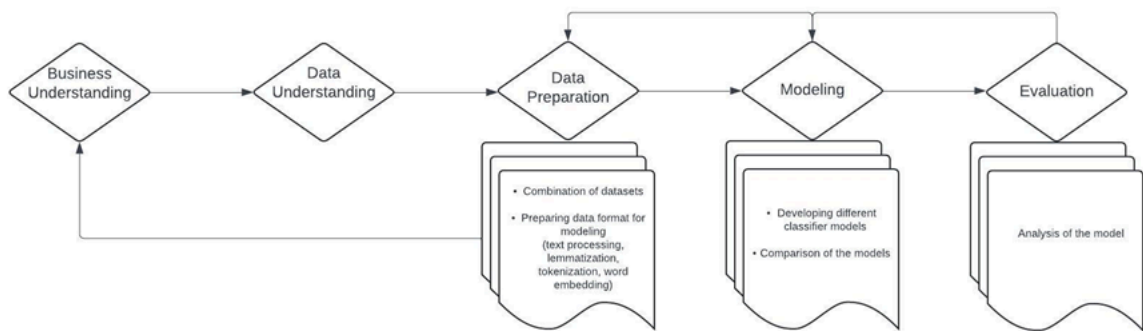 Business
Understanding
Data
Understanding
Data
Preparation
Modeling
Evaluation
• Combination of datasets
• Preparing data format for
modeling
(text processing,
lemmatization,
tokenization, word
embedding)
• Developing different
classifier models
• Comparison of the models
Analysis of the model